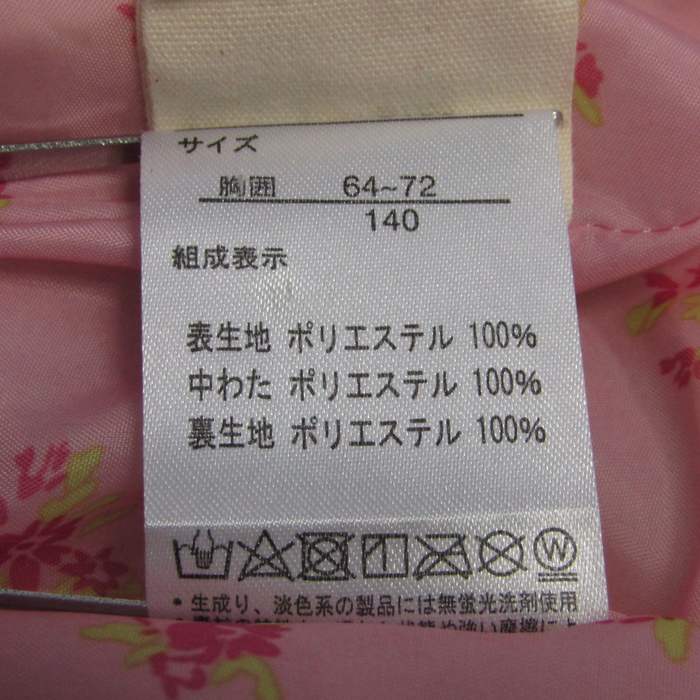 サイズ
胸囲 64~72
140
組成表示
表生地 ポリエステル 100%
中わた ポリエステル 100%
裏生地 ポリエステル 100%
W
・生成り、淡色系の製品には無蛍光洗剤使用